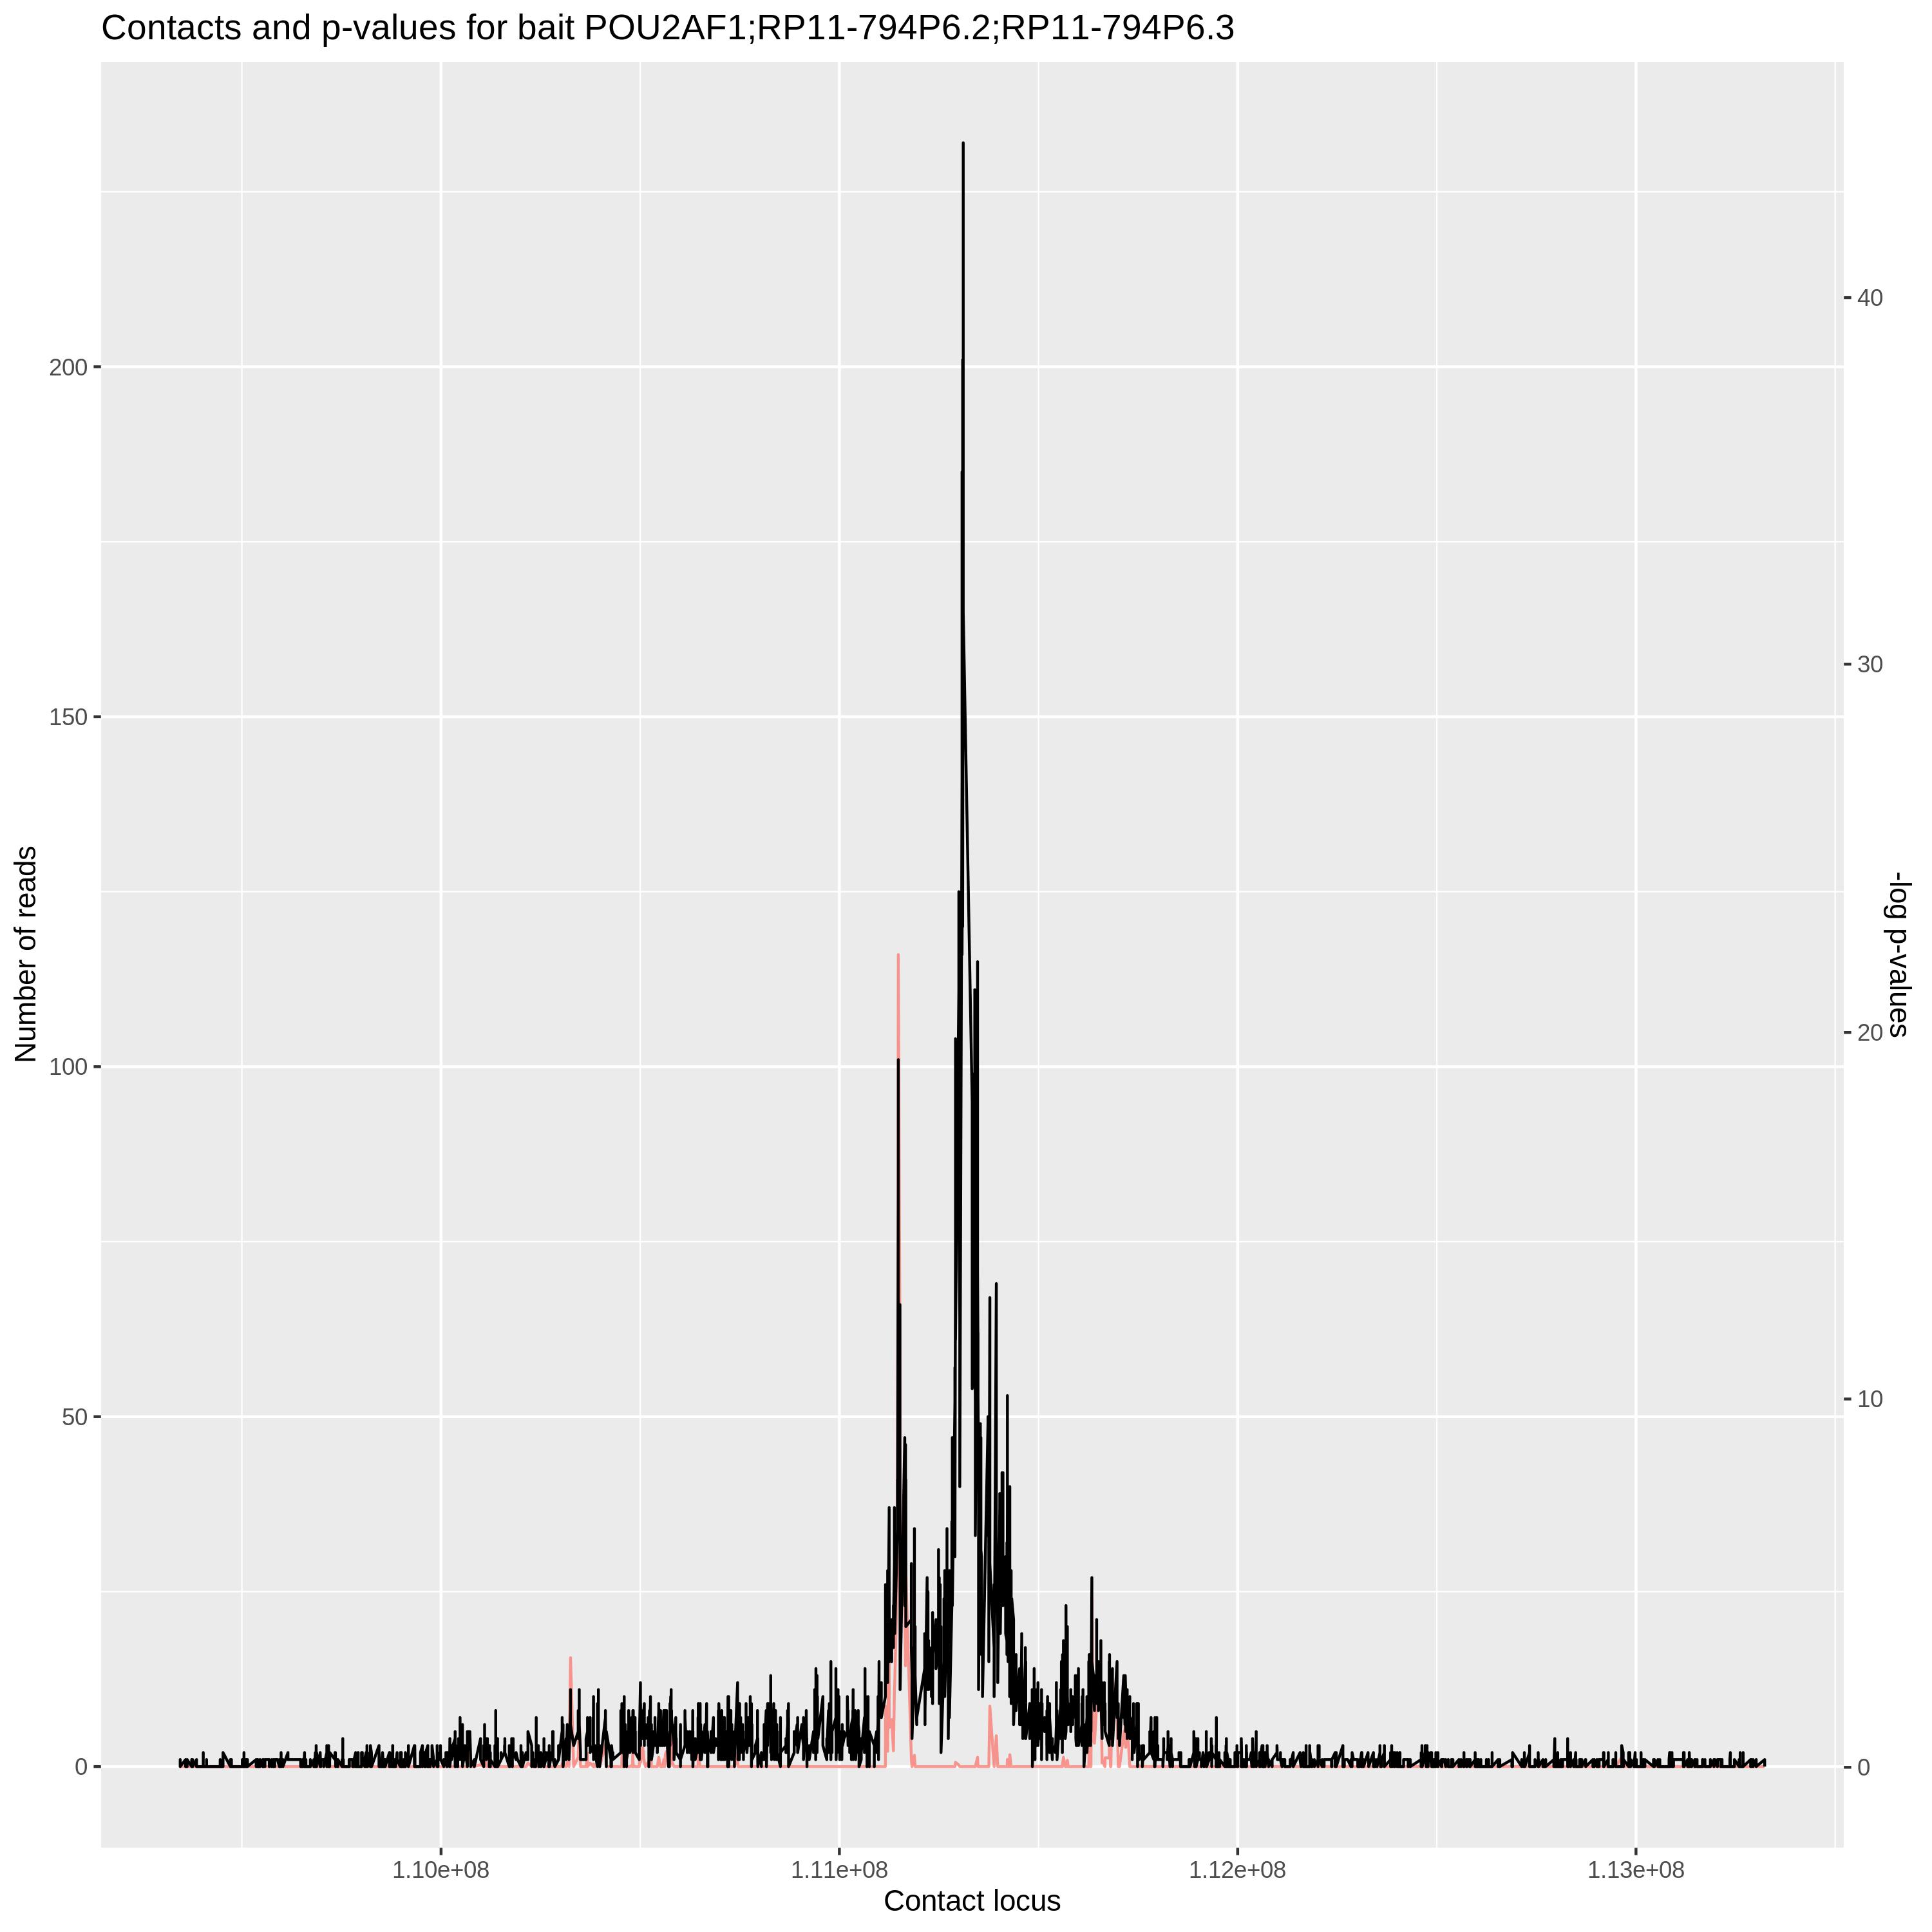 Contacts and p-values for bait POU2AF1;RP11-794P6.2;RP11-794P6.3
Number of reads
200
150
100
50
0
40
30
20
10
0
-log p-values
1.10e+08 1.11e+08 1.12e+08 1.13e+08
Contact locus